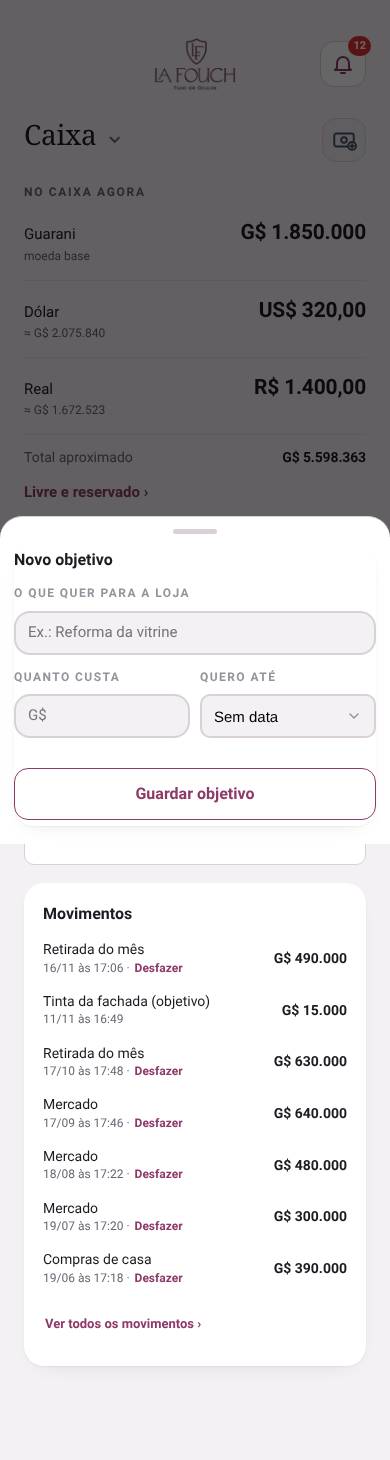 12
LA FOUCH
Caixa
NO CAIXA AGORA
Guarani
G$ 1.850.000
moeda base
Dólar
US$ 320,00
≈ G$ 2.075.840
Real
R$ 1.400,00
≈ G$ 1.672.523
Total aproximado
G$ 5.598.363
Livre e reservado ›
Novo objetivo
O QUE QUER PARA A LOJA
Ex.: Reforma da vitrine
QUANTO CUSTA
QUERO ATÉ
G$
Sem data
Guardar objetivo
Movimentos
Retirada do mês
G$ 490.000
16/11 às 17:06 · Desfazer
Tinta da fachada (objetivo)
G$ 15.000
11/11 às 16:49
Retirada do mês
G$ 630.000
17/10 às 17:48 · Desfazer
Mercado
G$ 640.000
17/09 às 17:46 · Desfazer
Mercado
G$ 480.000
18/08 às 17:22 · Desfazer
Mercado
G$ 300.000
19/07 às 17:20 · Desfazer
Compras de casa
G$ 390.000
19/06 às 17:18 · Desfazer
Ver todos os movimentos ›